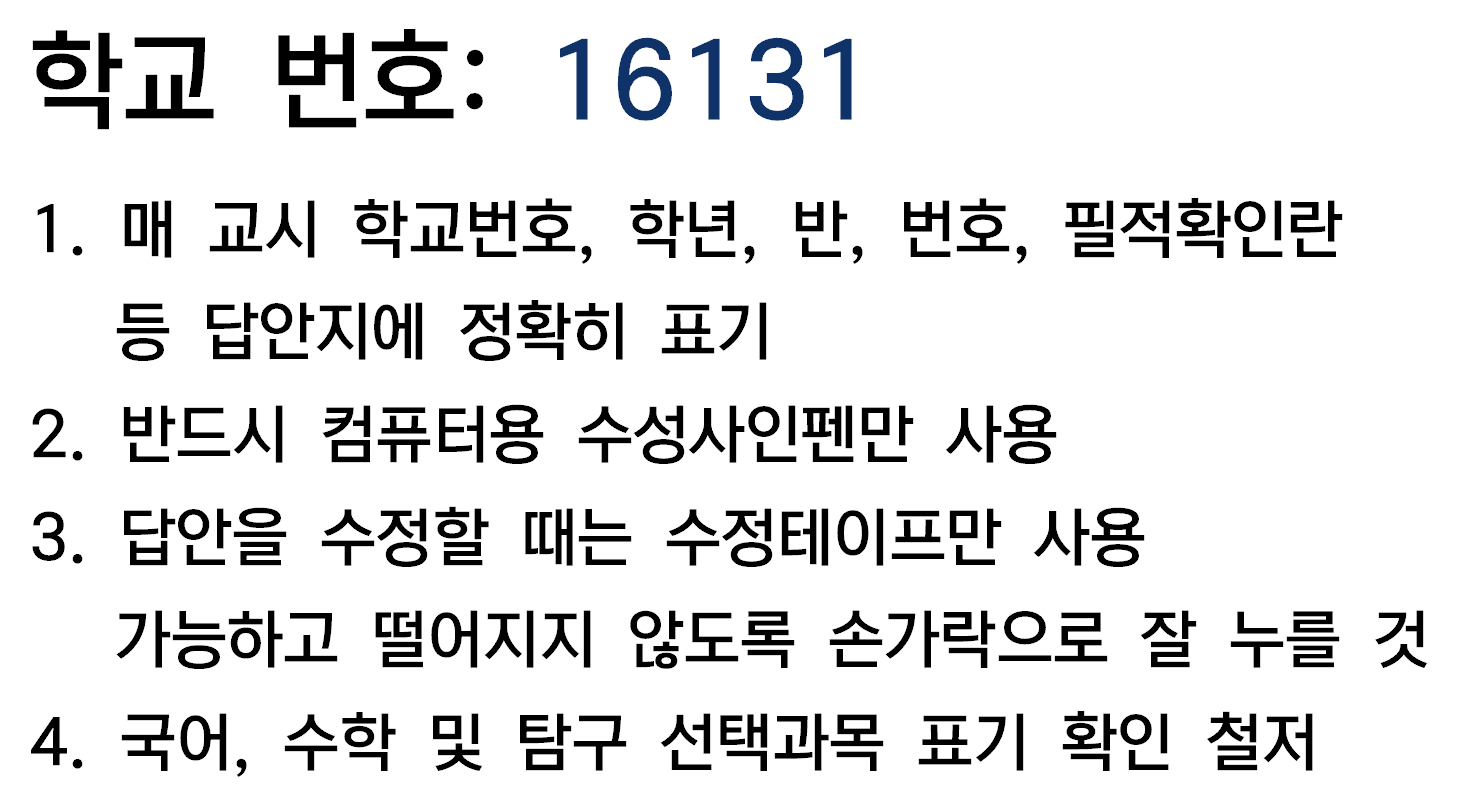 학교 번호: 16131
1. 매 교시 학교번호, 학년, 반, 번호, 필적확인란
등 답안지에 정확히 표기
2. 반드시 컴퓨터용 수성사인펜만 사용
3. 답안을 수정할 때는 수정테이프만 사용
가능하고 떨어지지 않도록 손가락으로 잘 누를 것
4. 국어, 수학 및 탐구 선택과목 표기 확인 철저